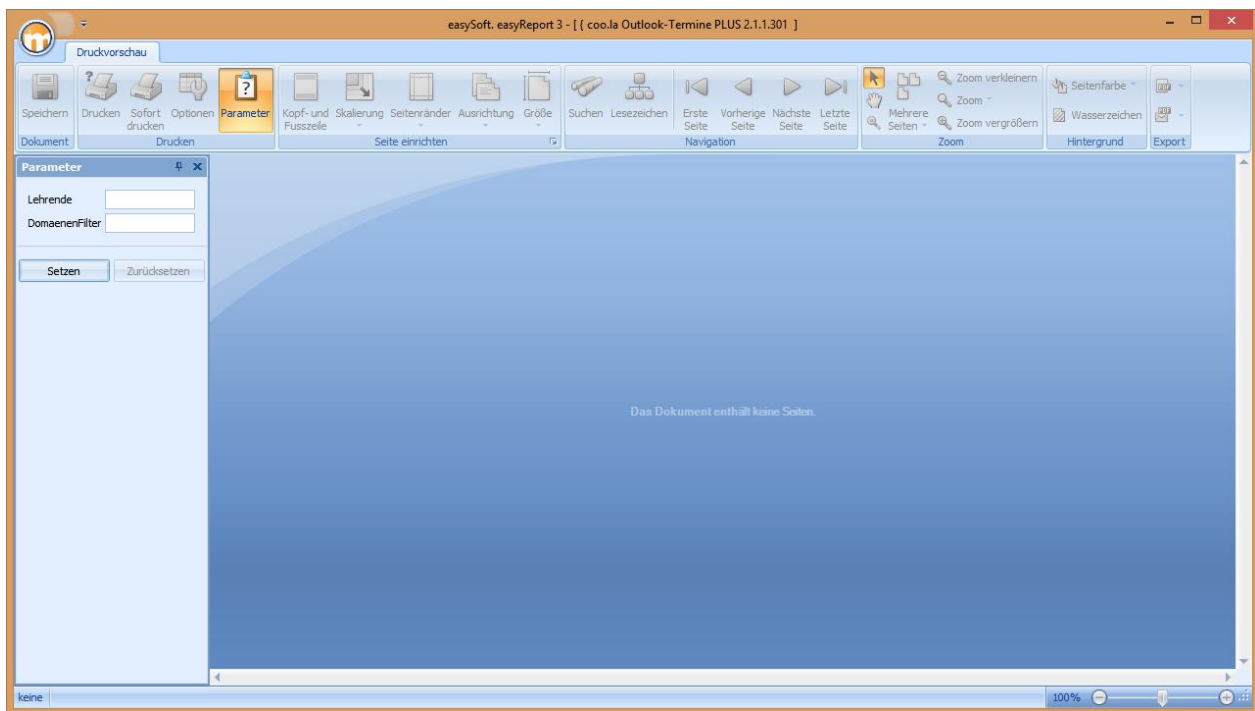 easySoft. easyReport 3 - [ { coo.la Outlook-Termine PLUS 2.1.1.301 ]
Druckvorschau
Speichern
Drucken
Sofort
drucken
Optionen
Parameter
Kopf- und
Fusszeile
Skalierung
Seitenränder
Ausrichtung
Größe
Suchen
Lesezeichen
Erste
Seite
Vorherige
Seite
Nächste
Seite
Letzte
Seite
Mehrere
Seiten
Zoom verkleinern
Zoom
Zoom vergrößern
Seitenfarbe
Wasserzeichen
Dokument
Drucken
Seite einrichten
Navigation
Zoom
Hintergrund
Export
Parameter
Lehrende
DomaenenFilter
Setzen
Zurücksetzen
Das Dokument enthält keine Seiten.
keine
100%